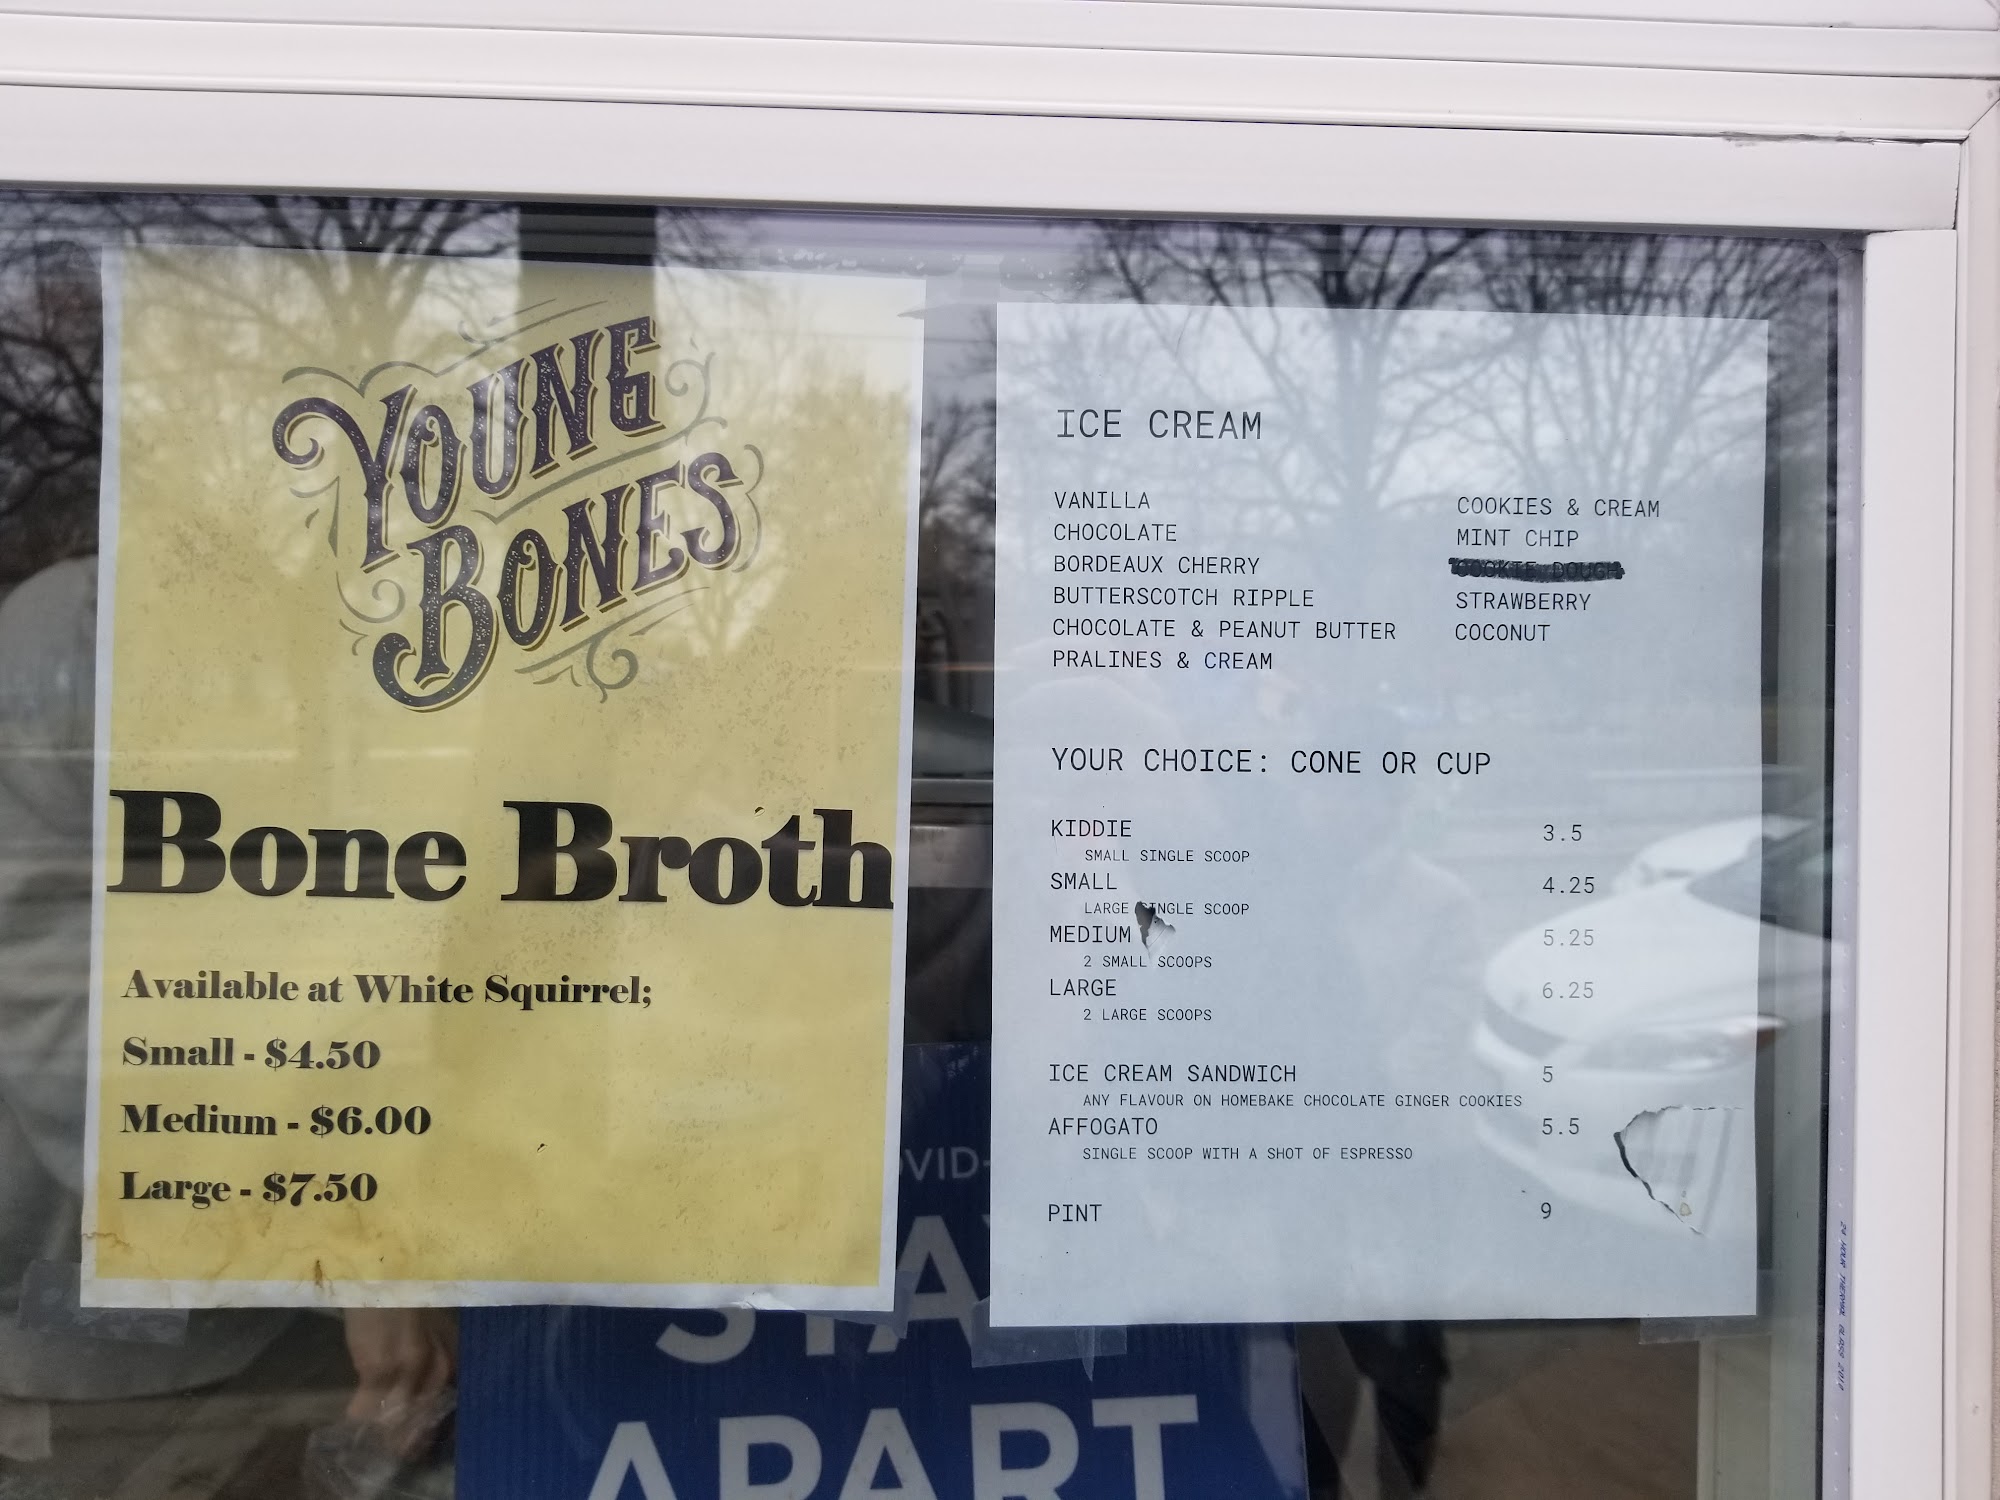 YOUNG
BONES
Bone Broth
Available at White Squirrel;
Small - $4.50
Medium - $6.00
Large - $7.50
ICE CREAM
VANILLA
CHOCOLATE
BORDEAUX CHERRY
BUTTERSCOTCH RIPPLE
CHOCOLATE & PEANUT BUTTER
PRALINES & CREAM
COOKIES & CREAM
MINT CHIP
COOKIE DOUGH
STRAWBERRY
COCONUT
YOUR CHOICE: CONE OR CUP
KIDDIE 3.5
SMALL SINGLE SCOOP
SMALL 4.25
LARGE SINGLE SCOOP
MEDIUM 5.25
2 SMALL SCOOPS
LARGE 6.25
2 LARGE SCOOPS
ICE CREAM SANDWICH 5
ANY FLAVOUR ON HOMEBAKE CHOCOLATE GINGER COOKIES
AFFOGATO 5.5
SINGLE SCOOP WITH A SHOT OF ESPRESSO
PINT 9
VID-
STA
APART